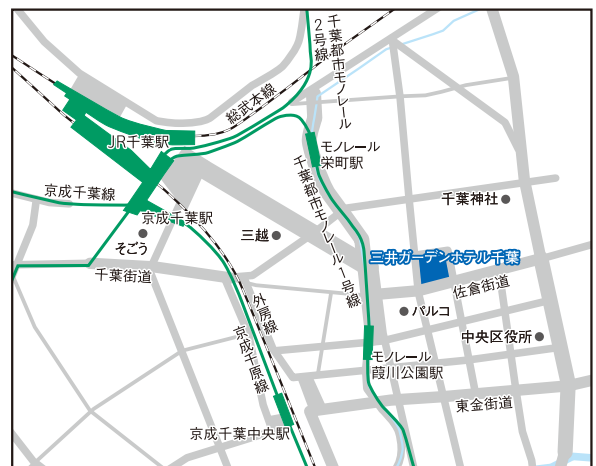 千葉都市モノレール
2号線
総武本線
JR千葉駅
モノレール
栄町駅
千葉都市モノレール1号線
京成千葉線
京成千葉駅
千葉神社
そごう
三越
三井ガーデンホテル千葉
千葉街道
佐倉街道
外房線
京成千原線
パルコ
中央区役所
モノレール
葭川公園駅
東金街道
京成千葉中央駅